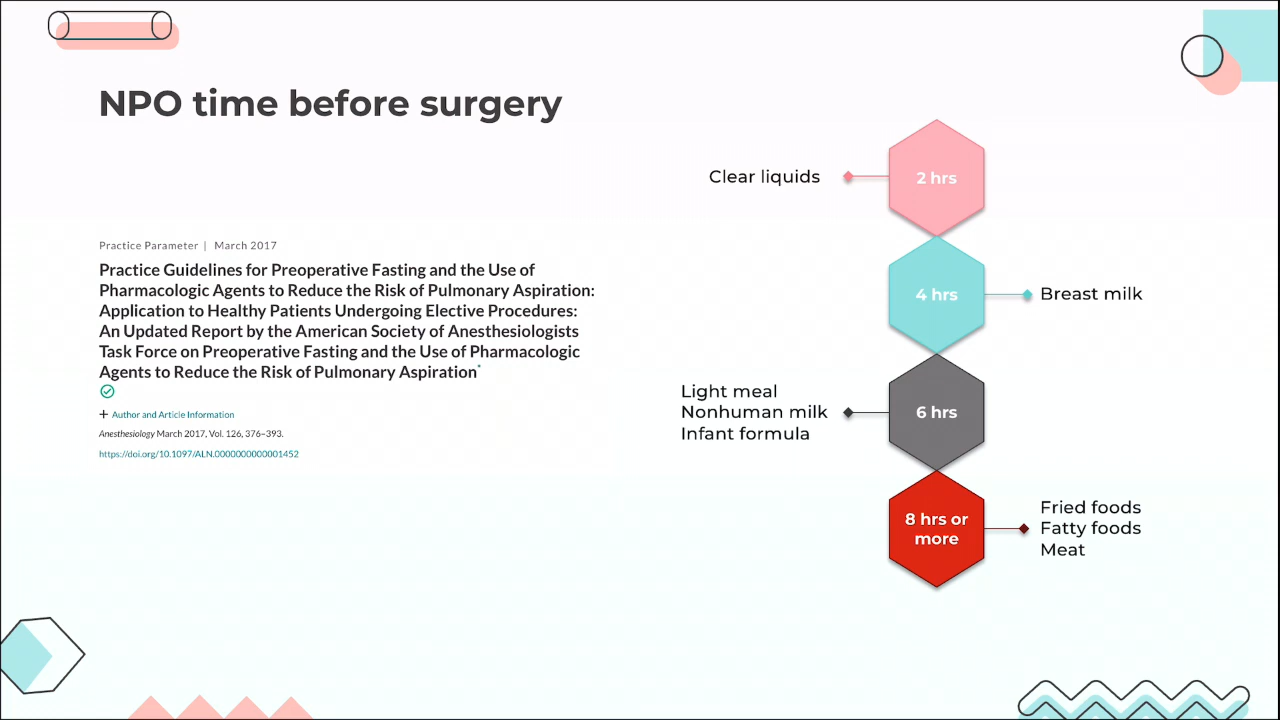 NPO time before surgery
Practice Parameter | March 2017
Practice Guidelines for Preoperative Fasting and the Use of
Pharmacologic Agents to Reduce the Risk of Pulmonary Aspiration:
Application to Healthy Patients Undergoing Elective Procedures:
An Updated Report by the American Society of Anesthesiologists
Task Force on Preoperative Fasting and the Use of Pharmacologic
Agents to Reduce the Risk of Pulmonary Aspiration*
+ Author and Article Information
Anesthesiology March 2017, Vol. 126, 376–393.
https://doi.org/10.1097/ALN.0000000000001452
Clear liquids
2 hrs
4 hrs
Breast milk
Light meal
Nonhuman milk
Infant formula
6 hrs
8 hrs or
more
Fried foods
Fatty foods
Meat